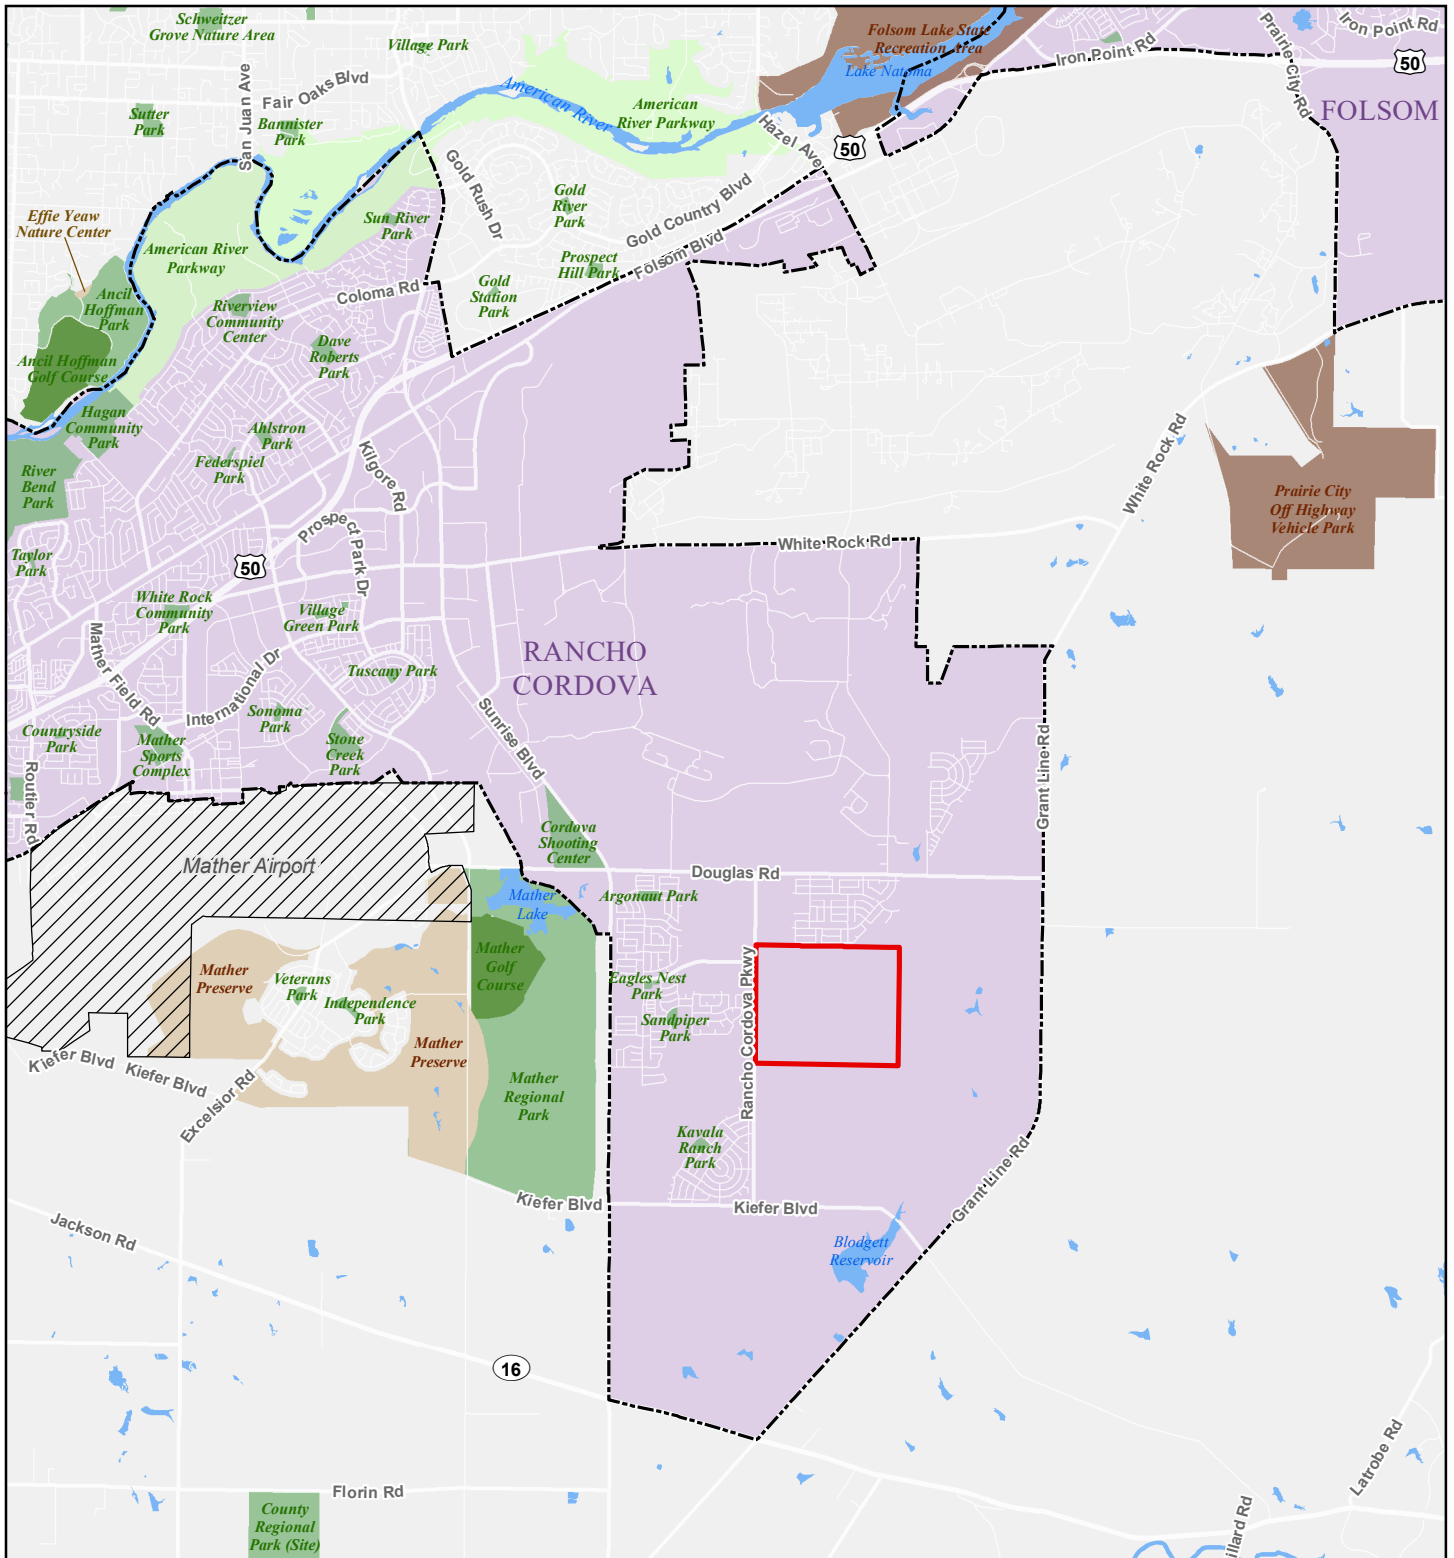 Schweitzer
Grove Nature Area
Village Park
Folsom Lake State
Recreation Area
Lake Natoma
Iron Point Rd
Prairie City Rd
Iron Point Rd
50
FOLSOM
San Juan Ave
Fair Oaks Blvd
Sutter
Park
Bannister
Park
American River
American
River Parkway
Hazel Ave
50
Gold Rush Dr
Gold
River
Park
Gold Country Blvd
Folsom Blvd
Effie Yeaw
Nature Center
American River
Parkway
Sun River
Park
Prospect
Hill Park
Gold
Station
Park
Ancil
Hoffman
Park
Riverview
Community
Center
Coloma Rd
Dave
Roberts
Park
Ancil Hoffman
Golf Course
Hagan
Community
Park
Ahlstron
Park
Federspiel
Park
Kilgore Rd
River
Bend
Park
White Rock Rd
Prairie City
Off Highway
Vehicle Park
Prospect
Park Dr
Taylor
Park
50
White Rock Rd
White Rock
Community
Park
Village
Green Park
RANCHO
CORDOVA
Mather Field Rd
International Dr
Tuscany Park
Sunrise Blvd
Sonoma
Park
Countryside
Park
Mather
Sports
Complex
Stone
Creek
Park
Routier Rd
Grant Line Rd
Cordova
Shooting
Center
Mather Airport
Douglas Rd
Mather
Lake
Argonaut Park
Mather
Golf
Course
Mather
Preserve
Veterans
Park
Independence
Park
Eagles Nest
Park
Sandpiper
Park
Rancho Cordova Pkwy
Mather
Preserve
Kiefer Blvd
Kiefer Blvd
Excelsior Rd
Mather
Regional
Park
Kavala
Ranch
Park
Grant Line Rd
Kiefer Blvd
Kiefer Blvd
Jackson Rd
Blodgett
Reservoir
16
Latrobe Rd
Florin Rd
County
Regional
Park (Site)
illard Rd